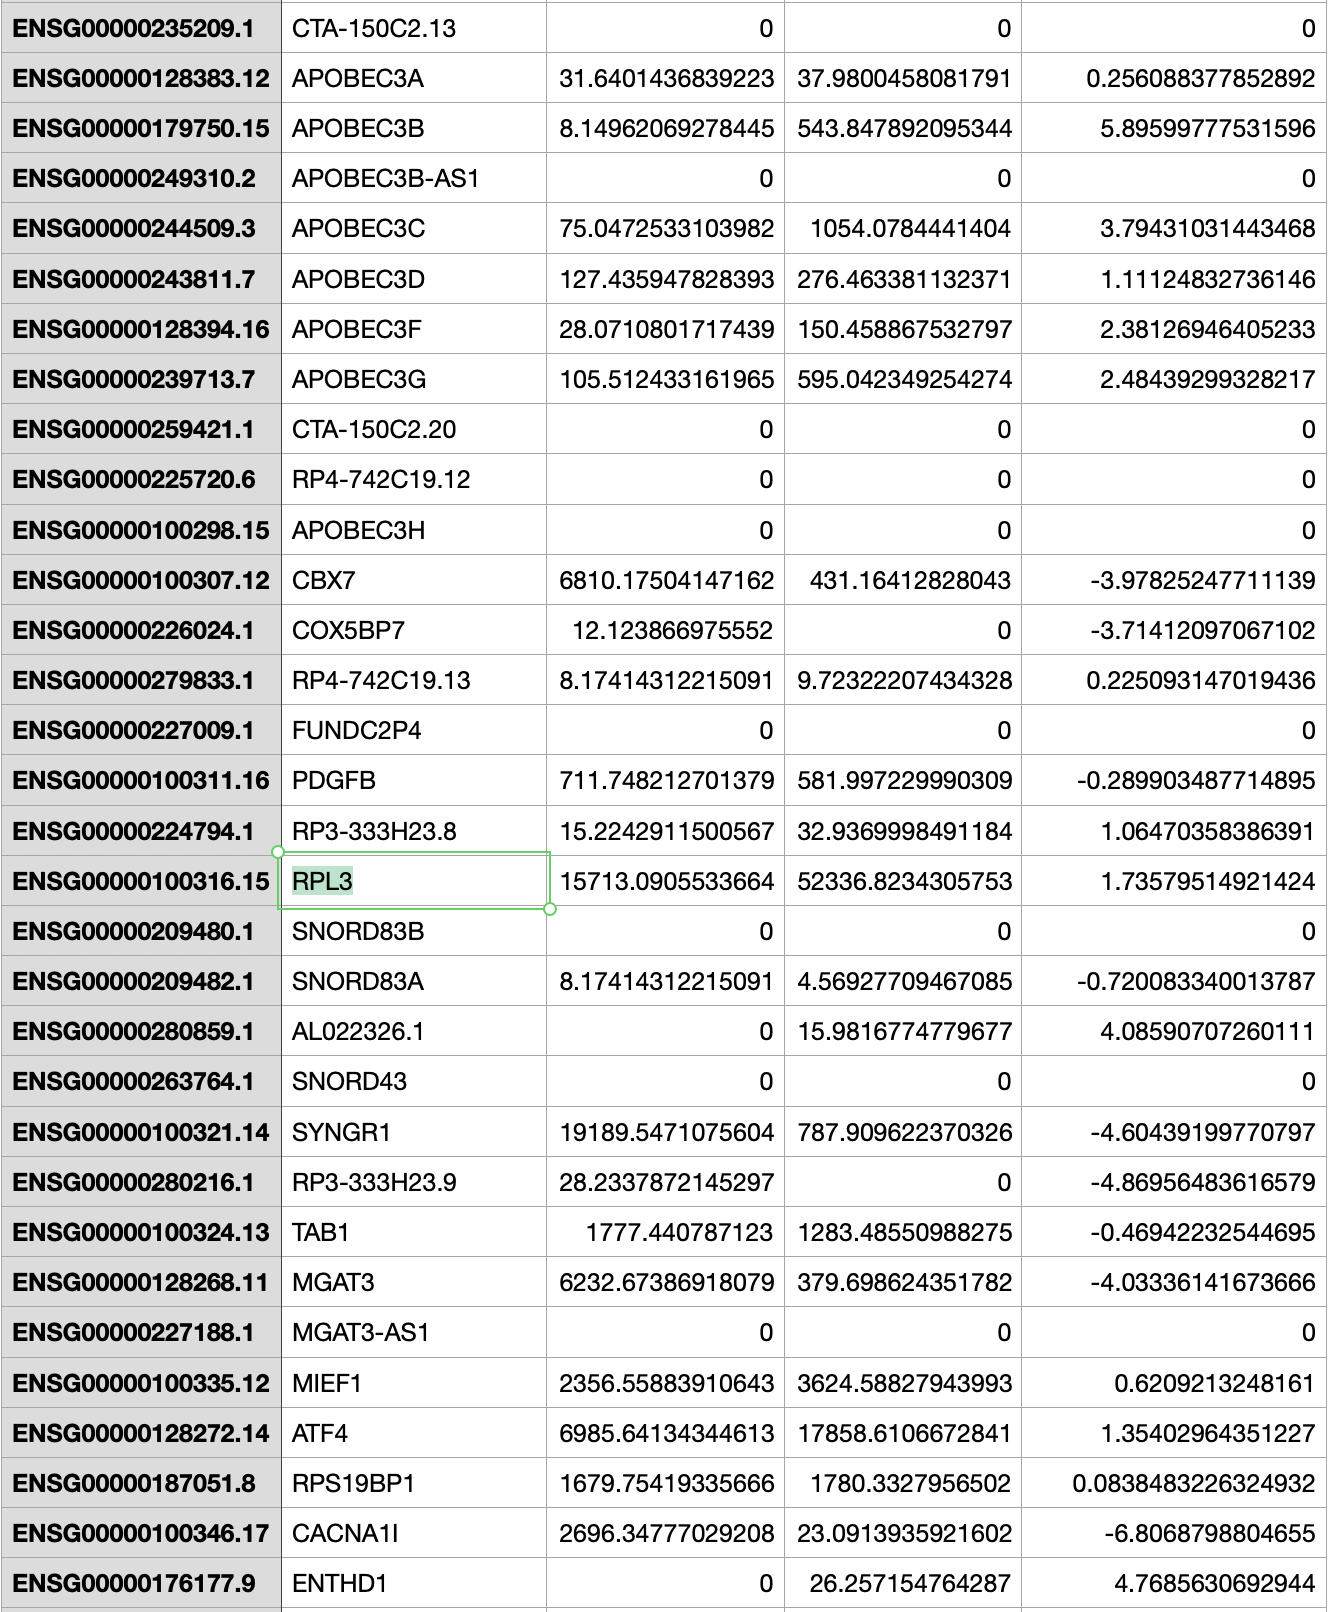 ENSG00000235209.1 CTA-150C2.13 0 0 0
ENSG00000128383.12 APOBEC3A 31.6401436839223 37.9800458081791 0.256088377852892
ENSG00000179750.15 APOBEC3B 8.14962069278445 543.847892095344 5.89599777531596
ENSG00000249310.2 APOBEC3B-AS1 0 0 0
ENSG00000244509.3 APOBEC3C 75.0472533103982 1054.0784441404 3.79431031443468
ENSG00000243811.7 APOBEC3D 127.435947828393 276.463381132371 1.11124832736146
ENSG00000128394.16 APOBEC3F 28.0710801717439 150.458867532797 2.38126946405233
ENSG00000239713.7 APOBEC3G 105.512433161965 595.042349254274 2.48439299328217
ENSG00000259421.1 CTA-150C2.20 0 0 0
ENSG00000225720.6 RP4-742C19.12 0 0 0
ENSG00000100298.15 APOBEC3H 0 0 0
ENSG00000100307.12 CBX7 6810.17504147162 431.16412828043 -3.97825247711139
ENSG00000226024.1 COX5BP7 12.123866975552 0 -3.71412097067102
ENSG00000279833.1 RP4-742C19.13 8.17414312215091 9.72322207434328 0.225093147019436
ENSG00000227009.1 FUNDC2P4 0 0 0
ENSG00000100311.16 PDGFB 711.748212701379 581.997229990309 -0.289903487714895
ENSG00000224794.1 RP3-333H23.8 15.2242911500567 32.9369998491184 1.06470358386391
ENSG00000100316.15 RPL3 15713.0905533664 52336.8234305753 1.73579514921424
ENSG00000209480.1 SNORD83B 0 0 0
ENSG00000209482.1 SNORD83A 8.17414312215091 4.56927709467085 -0.720083340013787
ENSG00000280859.1 AL022326.1 0 15.9816774779677 4.08590707260111
ENSG00000263764.1 SNORD43 0 0 0
ENSG00000100321.14 SYNGR1 19189.5471075604 787.909622370326 -4.60439199770797
ENSG00000280216.1 RP3-333H23.9 28.2337872145297 0 -4.86956483616579
ENSG00000100324.13 TAB1 1777.440787123 1283.48550988275 -0.46942232544695
ENSG00000128268.11 MGAT3 6232.67386918079 379.698624351782 -4.03336141673666
ENSG00000227188.1 MGAT3-AS1 0 0 0
ENSG00000100335.12 MIEF1 2356.55883910643 3624.58827943993 0.6209213248161
ENSG00000128272.14 ATF4 6985.64134344613 17858.6106672841 1.35402964351227
ENSG00000187051.8 RPS19BP1 1679.75419335666 1780.3327956502 0.0838483226324932
ENSG00000100346.17 CACNA1I 2696.34777029208 23.0913935921602 -6.8068798804655
ENSG00000176177.9 ENTHD1 0 26.257154764287 4.7685630692944